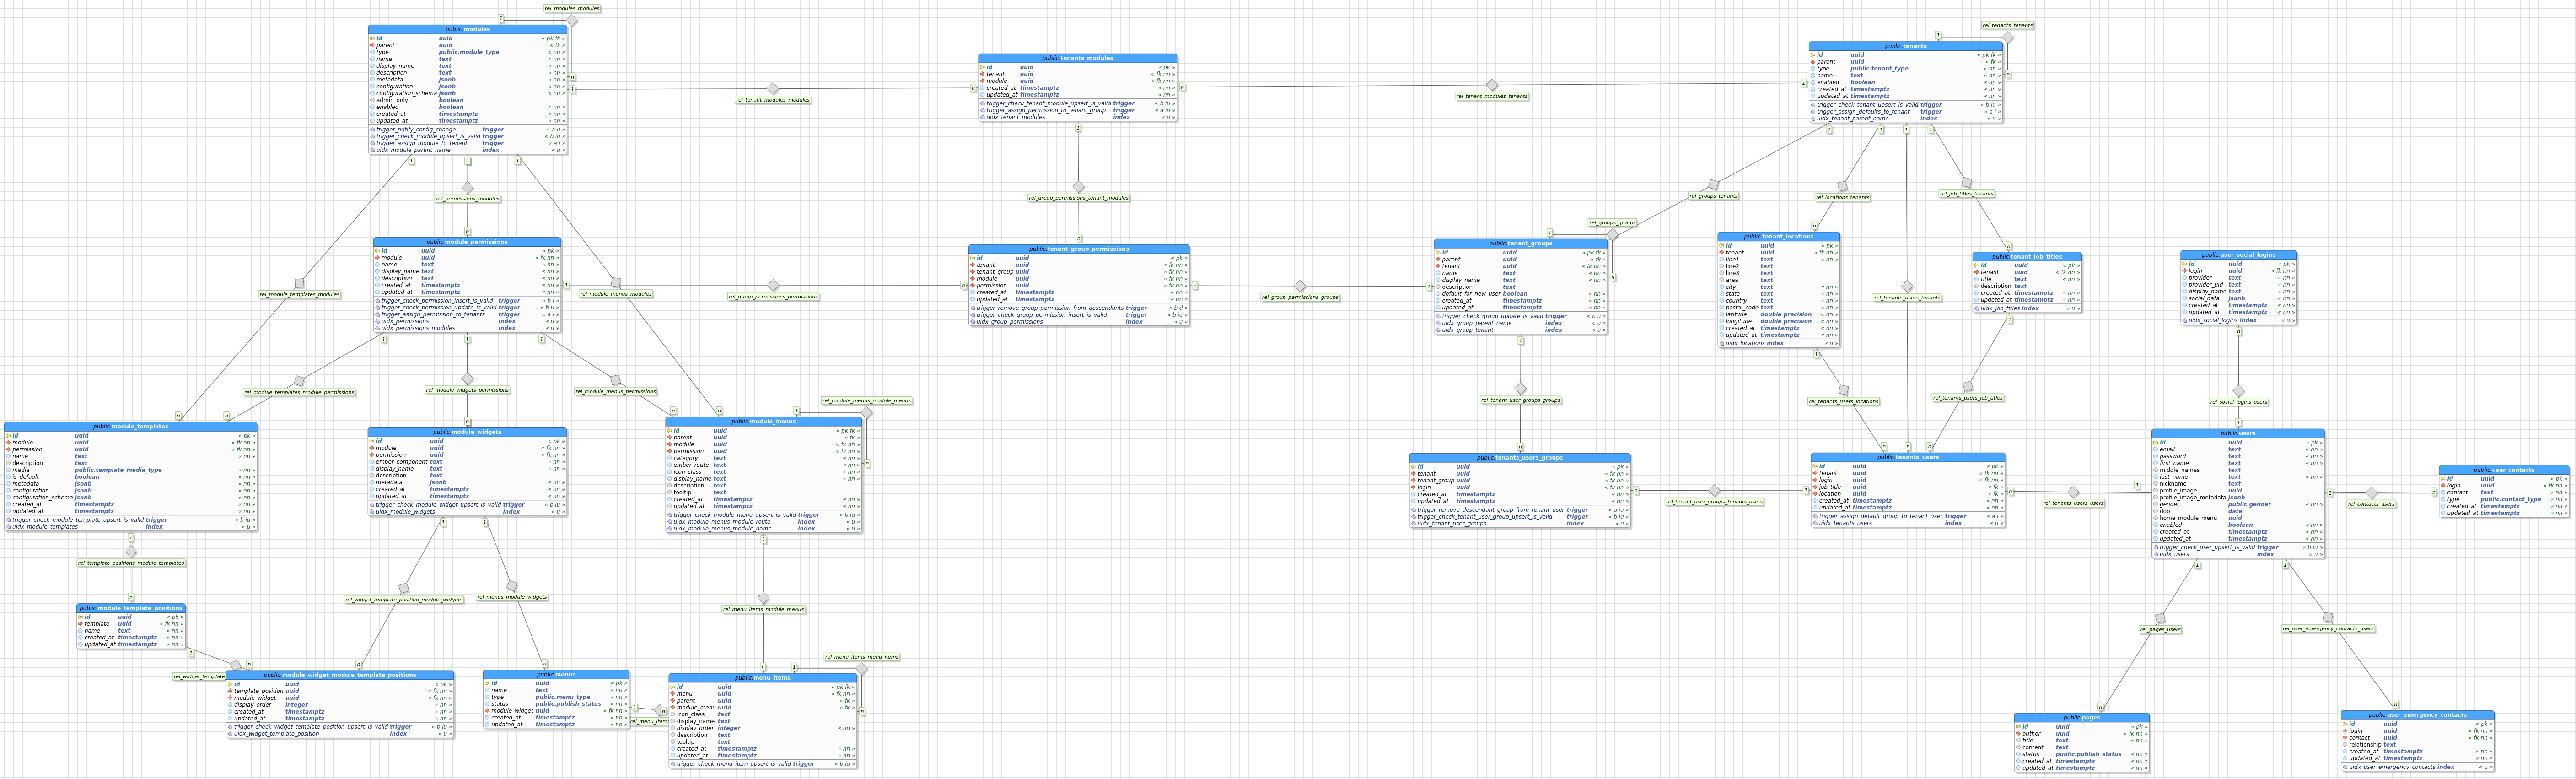 rel_modules_modules
public.modules
id uuid « pk fk »
parent uuid « fk »
type public.module_type « nn »
name text « nn »
display_name text « nn »
description text « nn »
metadata jsonb « nn »
configuration jsonb « nn »
configuration_schema jsonb « nn »
admin_only boolean
enabled boolean « nn »
created_at timestamptz « nn »
updated_at timestamptz « nn »
trigger_notify_config_change trigger « a u »
trigger_check_module_upsert_is_valid trigger « b iu »
trigger_assign_module_to_tenant trigger « a i »
uidx_module_parent_name index « u »
rel_tenant_modules_modules
public.tenants_modules
id uuid « pk »
tenant uuid « fk nn »
module uuid « fk nn »
created_at timestamptz « nn »
updated_at timestamptz « nn »
trigger_check_tenant_module_upsert_is_valid trigger « b iu »
trigger_assign_permission_to_tenant_group trigger « a iu »
uidx_tenant_modules index « u »
rel_tenant_modules_tenants
rel_tenants_tenants
public.tenants
id uuid « pk fk »
parent uuid « fk »
type public.tenant_type « nn »
name text « nn »
enabled boolean « nn »
created_at timestamptz « nn »
updated_at timestamptz « nn »
trigger_check_tenant_upsert_is_valid trigger « b iu »
trigger_assign_defaults_to_tenant trigger « a i »
uidx_tenant_parent_name index « u »
rel_permissions_modules
rel_group_permissions_tenant_modules
rel_groups_tenants
rel_locations_tenants
rel_job_titles_tenants
rel_groups_groups
public.module_permissions
id uuid « pk »
module uuid « fk nn »
name text « nn »
display_name text « nn »
description text « nn »
created_at timestamptz « nn »
updated_at timestamptz « nn »
trigger_check_permission_insert_is_valid trigger « b i »
trigger_check_permission_update_is_valid trigger « b u »
trigger_assign_permission_to_tenants trigger « a i »
uidx_permissions index « u »
uidx_permissions_modules index « u »
rel_module_templates_modules
rel_module_menus_modules
rel_group_permissions_permissions
public.tenant_group_permissions
id uuid « pk »
tenant uuid « fk nn »
tenant_group uuid « fk nn »
module uuid « fk nn »
permission uuid « fk nn »
created_at timestamptz « nn »
updated_at timestamptz « nn »
trigger_remove_group_permission_from_descendants trigger « b d »
trigger_check_group_permission_insert_is_valid trigger « b iu »
uidx_group_permissions index « u »
rel_group_permissions_groups
public.tenant_groups
id uuid « pk fk »
parent uuid « fk »
tenant uuid « fk nn »
name text « nn »
display_name text « nn »
description text
default_for_new_user boolean « nn »
created_at timestamptz « nn »
updated_at timestamptz « nn »
trigger_check_group_update_is_valid trigger « b u »
uidx_group_parent_name index « u »
uidx_group_tenant index « u »
public.tenant_locations
id uuid « pk »
tenant uuid « fk nn »
line1 text « nn »
line2 text
line3 text
area text
city text « nn »
state text « nn »
country text « nn »
postal_code text « nn »
latitude double precision « nn »
longitude double precision « nn »
created_at timestamptz « nn »
updated_at timestamptz « nn »
uidx_locations index « u »
rel_tenants_users_tenants
public.tenant_job_titles
id uuid « pk »
tenant uuid « fk nn »
title text « nn »
description text
created_at timestamptz « nn »
updated_at timestamptz « nn »
uidx_job_titles index « u »
public.user_social_logins
id uuid « pk »
login uuid « fk nn »
provider text « nn »
provider_uid text « nn »
display_name text « nn »
social_data jsonb « nn »
created_at timestamptz « nn »
updated_at timestamptz « nn »
uidx_social_logins index « u »
rel_module_templates_module_permissions
rel_module_widgets_permissions
rel_module_menus_permissions
rel_module_menus_module_menus
rel_tenant_user_groups_groups
rel_tenants_users_locations
rel_tenants_users_job_titles
rel_social_logins_users
public.module_templates
id uuid « pk »
module uuid « fk nn »
permission uuid « fk nn »
name text « nn »
description text
media public.template_media_type « nn »
is_default boolean « nn »
metadata jsonb « nn »
configuration jsonb « nn »
configuration_schema jsonb « nn »
created_at timestamptz « nn »
updated_at timestamptz « nn »
trigger_check_module_template_upsert_is_valid trigger « b iu »
uidx_module_templates index « u »
public.module_widgets
id uuid « pk »
module uuid « fk nn »
permission uuid « fk nn »
ember_component text « nn »
display_name text « nn »
description text
metadata jsonb « nn »
created_at timestamptz « nn »
updated_at timestamptz « nn »
trigger_check_module_widget_upsert_is_valid trigger « b iu »
uidx_module_widgets index « u »
public.module_menus
id uuid « pk fk »
parent uuid « fk »
module uuid « fk nn »
permission uuid « fk nn »
category text « nn »
ember_route text « nn »
icon_class text « nn »
display_name text « nn »
description text
tooltip text
created_at timestamptz « nn »
updated_at timestamptz « nn »
trigger_check_module_menu_upsert_is_valid trigger « b iu »
uidx_module_menus_module_route index « u »
uidx_module_menus_module_name index « u »
public.tenants_users_groups
id uuid « pk »
tenant uuid « fk nn »
tenant_group uuid « fk nn »
login uuid « fk nn »
created_at timestamptz « nn »
updated_at timestamptz « nn »
trigger_remove_descendant_group_from_tenant_user trigger « a iu »
trigger_check_tenant_user_group_upsert_is_valid trigger « b iu »
uidx_tenant_user_groups index « u »
rel_tenant_user_groups_tenants_users
public.tenants_users
id uuid « pk »
tenant uuid « fk nn »
login uuid « fk nn »
job_title uuid « fk »
location uuid « fk »
created_at timestamptz « nn »
updated_at timestamptz « nn »
trigger_assign_default_group_to_tenant_user trigger « a i »
uidx_tenants_users index « u »
rel_tenants_users_users
public.users
id uuid « pk »
email text « nn »
password text « nn »
first_name text « nn »
middle_names text
last_name text « nn »
nickname text
profile_image uuid
profile_image_metadata jsonb
gender public.gender « nn »
dob date
home_module_menu uuid
enabled boolean « nn »
created_at timestamptz « nn »
updated_at timestamptz « nn »
trigger_check_user_upsert_is_valid trigger « b iu »
uidx_users index « u »
rel_contacts_users
public.user_contacts
id uuid « pk »
login uuid « fk nn »
contact text « nn »
type public.contact_type « nn »
created_at timestamptz « nn »
updated_at timestamptz « nn »
rel_template_positions_module_templates
rel_widget_template_position_module_widgets
rel_menus_module_widgets
rel_menu_items_module_menus
public.module_template_positions
id uuid « pk »
template uuid « fk nn »
name text « nn »
created_at timestamptz « nn »
updated_at timestamptz « nn »
rel_widget_template
public.module_widget_module_template_positions
id uuid « pk »
template_position uuid « fk nn »
module_widget uuid « fk nn »
display_order integer « nn »
created_at timestamptz « nn »
updated_at timestamptz « nn »
trigger_check_widget_template_position_upsert_is_valid trigger « b iu »
uidx_widget_template_position index « u »
public.menus
id uuid « pk »
name text « nn »
type public.menu_type « nn »
status public.publish_status « nn »
module_widget uuid « fk nn »
created_at timestamptz « nn »
updated_at timestamptz « nn »
rel_menu_items
rel_menu_items_menu_items
public.menu_items
id uuid « pk fk »
menu uuid « fk nn »
parent uuid « fk »
module_menu uuid « fk »
icon_class text
display_name text
display_order integer « nn »
description text
tooltip text
created_at timestamptz « nn »
updated_at timestamptz « nn »
trigger_check_menu_item_upsert_is_valid trigger « b iu »
rel_pages_users
rel_user_emergency_contacts_users
public.pages
id uuid « pk »
author uuid « fk nn »
title text « nn »
content text
status public.publish_status « nn »
created_at timestamptz « nn »
updated_at timestamptz « nn »
public.user_emergency_contacts
id uuid « pk »
login uuid « fk nn »
contact uuid « fk nn »
relationship text
created_at timestamptz « nn »
updated_at timestamptz « nn »
uidx_user_emergency_contacts index « u »